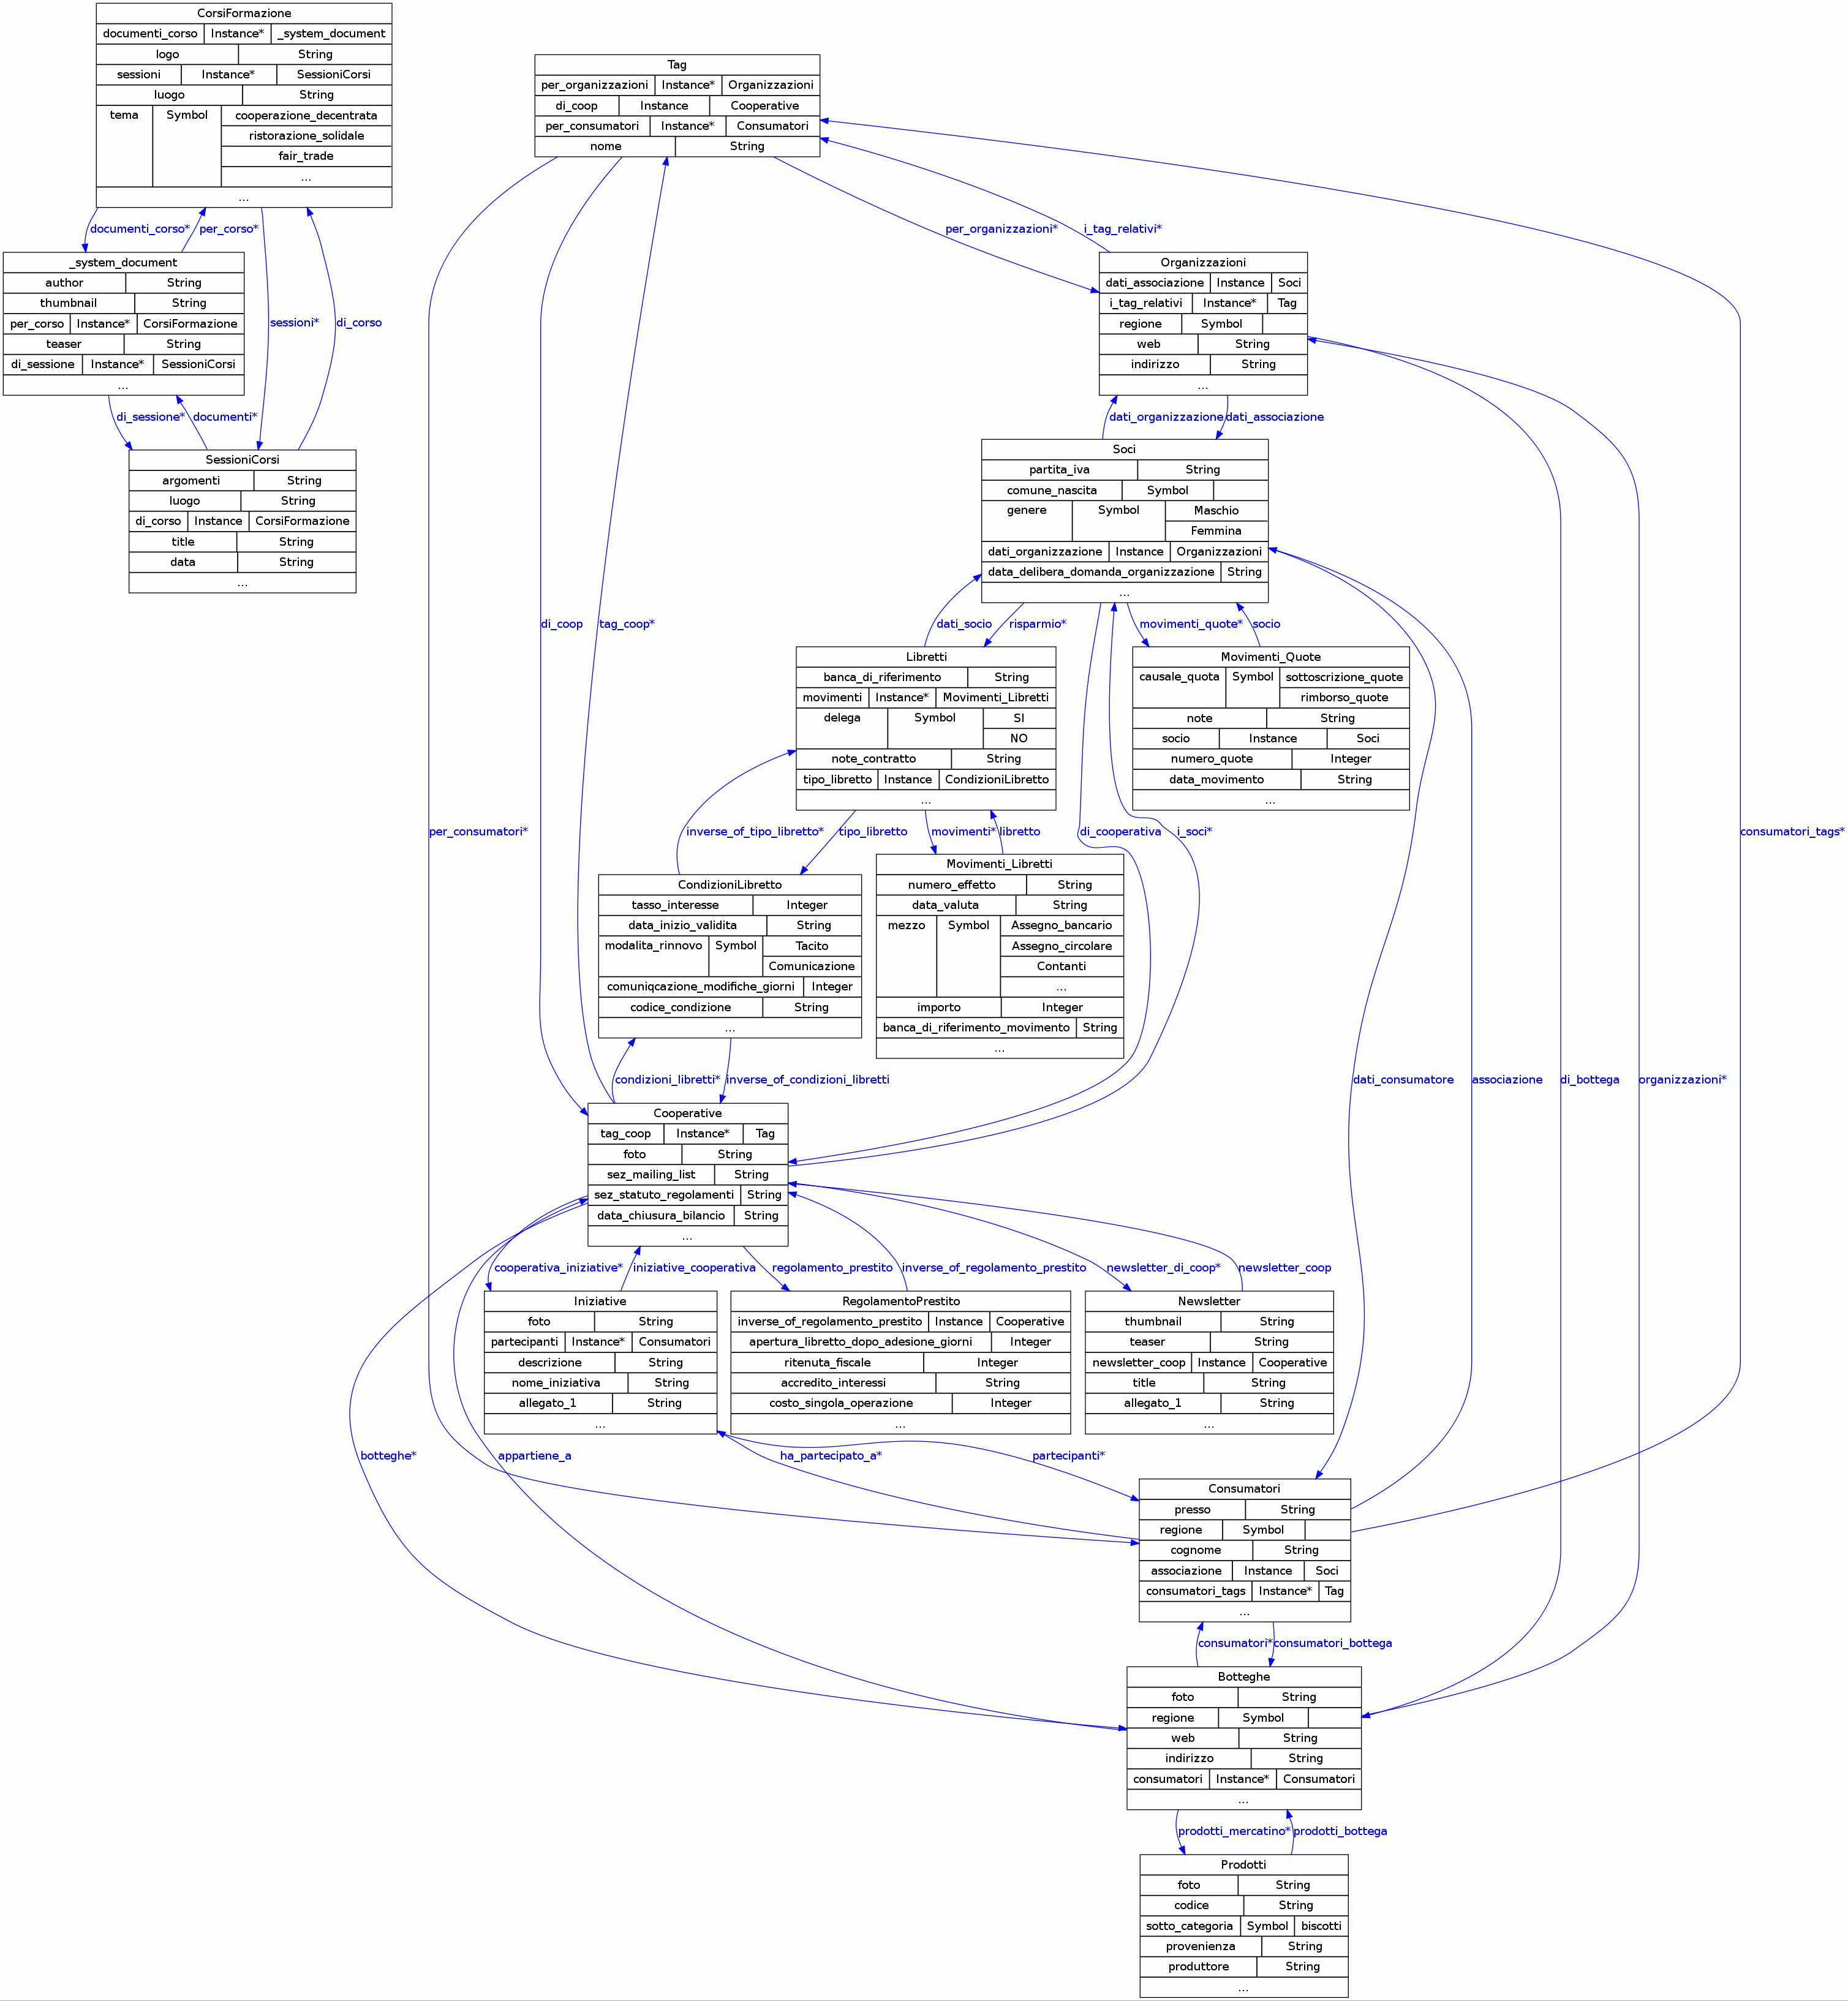 CorsiFormazione
documenti_corso Instance* _system_document
logo String
sessioni Instance* SessioniCorsi
luogo String
tema Symbol cooperazione_decentrata
ristorazione_solidale
fair_trade
...
...
Tag
per_organizzazioni Instance* Organizzazioni
di_coop Instance Cooperative
per_consumatori Instance* Consumatori
nome String
documenti_corso* per_corso*
per_organizzazioni* i_tag_relativi*
_system_document
author String
thumbnail String
per_corso Instance* CorsiFormazione
teaser String
di_sessione Instance* SessioniCorsi
...
sessioni* di_corso
Organizzazioni
dati_associazione Instance Soci
i_tag_relativi Instance* Tag
regione Symbol
web String
indirizzo String
...
di_sessione* documenti*
dati_organizzazione dati_associazione
SessioniCorsi
argomenti String
luogo String
di_corso Instance CorsiFormazione
title String
data String
...
Soci
partita_iva String
comune_nascita Symbol
genere Symbol Maschio
Femmina
dati_organizzazione Instance Organizzazioni
data_delibera_domanda_organizzazione String
...
di_coop tag_coop* dati_socio risparmio* movimenti_quote* socio
Libretti
banca_di_riferimento String
movimenti Instance* Movimenti_Libretti
delega Symbol SI
NO
note_contratto String
tipo_libretto Instance CondizioniLibretto
...
Movimenti_Quote
causale_quota Symbol sottoscrizione_quote
rimborso_quote
note String
socio Instance Soci
numero_quote Integer
data_movimento String
...
per_consumatori* inverse_of_tipo_libretto* tipo_libretto movimenti* libretto di_cooperativa i_soci* consumatori_tags*
CondizioniLibretto
tasso_interesse Integer
data_inizio_validita String
modalita_rinnovo Symbol Tacito
Comunicazione
comuniqcazione_modifiche_giorni Integer
codice_condizione String
...
Movimenti_Libretti
numero_effetto String
data_valuta String
mezzo Symbol Assegno_bancario
Assegno_circolare
Contanti
...
importo Integer
banca_di_riferimento_movimento String
...
condizioni_libretti* inverse_of_condizioni_libretti dati_consumatore associazione di_bottega organizzazioni*
Cooperative
tag_coop Instance* Tag
foto String
sez_mailing_list String
sez_statuto_regolamenti String
data_chiusura_bilancio String
...
cooperativa_iniziative* iniziative_cooperativa regolamento_prestito inverse_of_regolamento_prestito newsletter_di_coop* newsletter_coop
Iniziative
foto String
partecipanti Instance* Consumatori
descrizione String
nome_iniziativa String
allegato_1 String
...
RegolamentoPrestito
inverse_of_regolamento_prestito Instance Cooperative
apertura_libretto_dopo_adesione_giorni Integer
ritenuta_fiscale Integer
accredito_interessi String
costo_singola_operazione Integer
...
Newsletter
thumbnail String
teaser String
newsletter_coop Instance Cooperative
title String
allegato_1 String
...
botteghe* appartiene_a ha_partecipato_a* partecipanti*
Consumatori
presso String
regione Symbol
cognome String
associazione Instance Soci
consumatori_tags Instance* Tag
...
consumatori* consumatori_bottega
Botteghe
foto String
regione Symbol
web String
indirizzo String
consumatori Instance* Consumatori
...
prodotti_mercatino* prodotti_bottega
Prodotti
foto String
codice String
sotto_categoria Symbol biscotti
provenienza String
produttore String
...